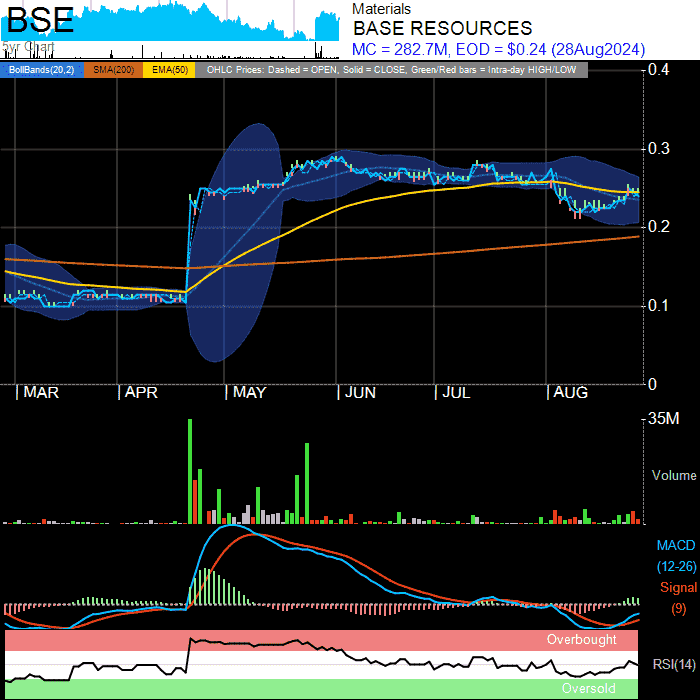 BSE
5yr Chart
Materials
BASE RESOURCES
MC = 282.7M, EOD = $0.24 (28Aug2024)
BollBands(20,2) SMA(200) EMA(50) OHLC Prices: Dashed = OPEN, Solid = CLOSE, Green/Red bars = Intra-day HIGH/LOW
0.4
0.3
0.2
0.1
0
MAR APR MAY JUN JUL AUG
35M
Volume
MACD
(12-26)
Signal
(9)
Overbought
RSI(14)
Oversold